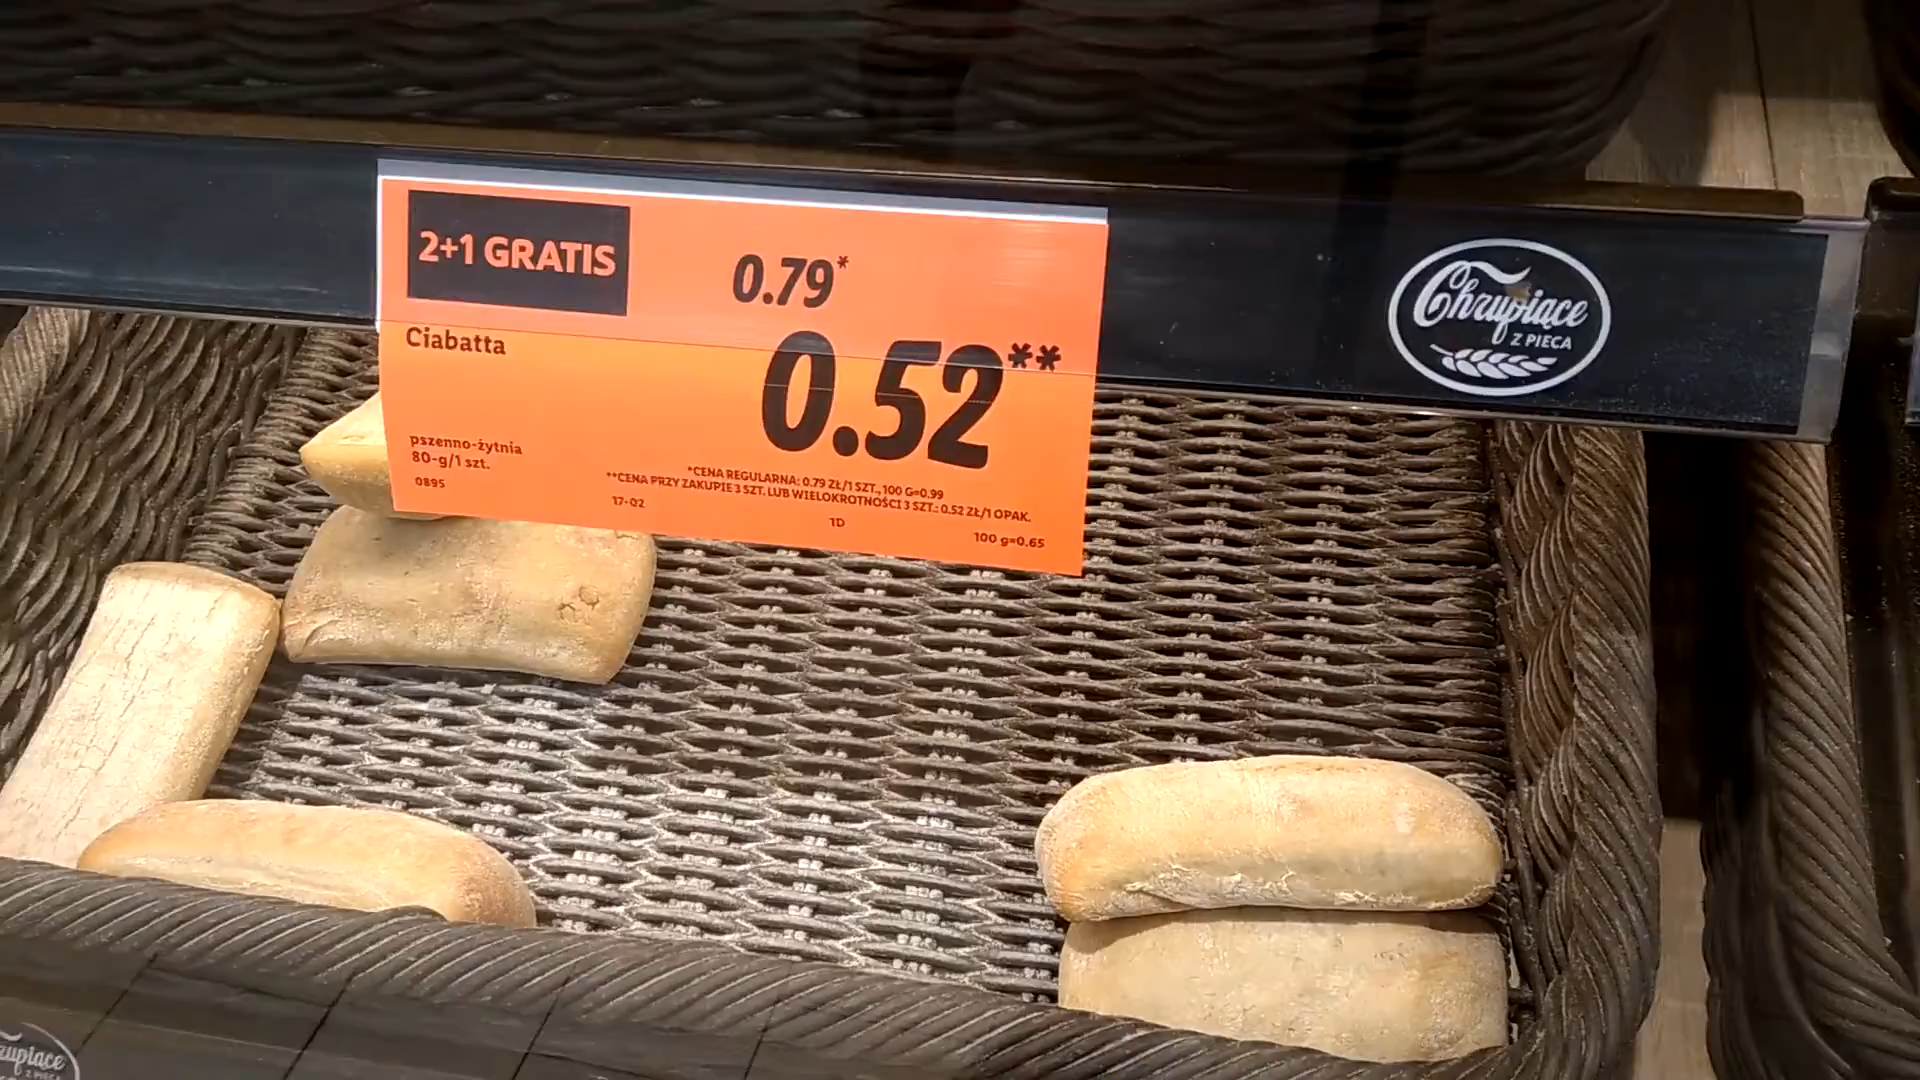 2+1 GRATIS
0.79*
Ciabatta
0.52**
pszenno-żytnia
80-g/1 szt.
0895
*CENA REGULARNA: 0.79 ZŁ/1 SZT., 100 G=0.99
**CENA PRZY ZAKUPIE 3 SZT. LUB WIELOKROTNOŚCI 3 SZT.: 0.52 ZŁ/1 OPAK.
17-02
1D
100 g=0.65
Chrupiące
Z PIECA